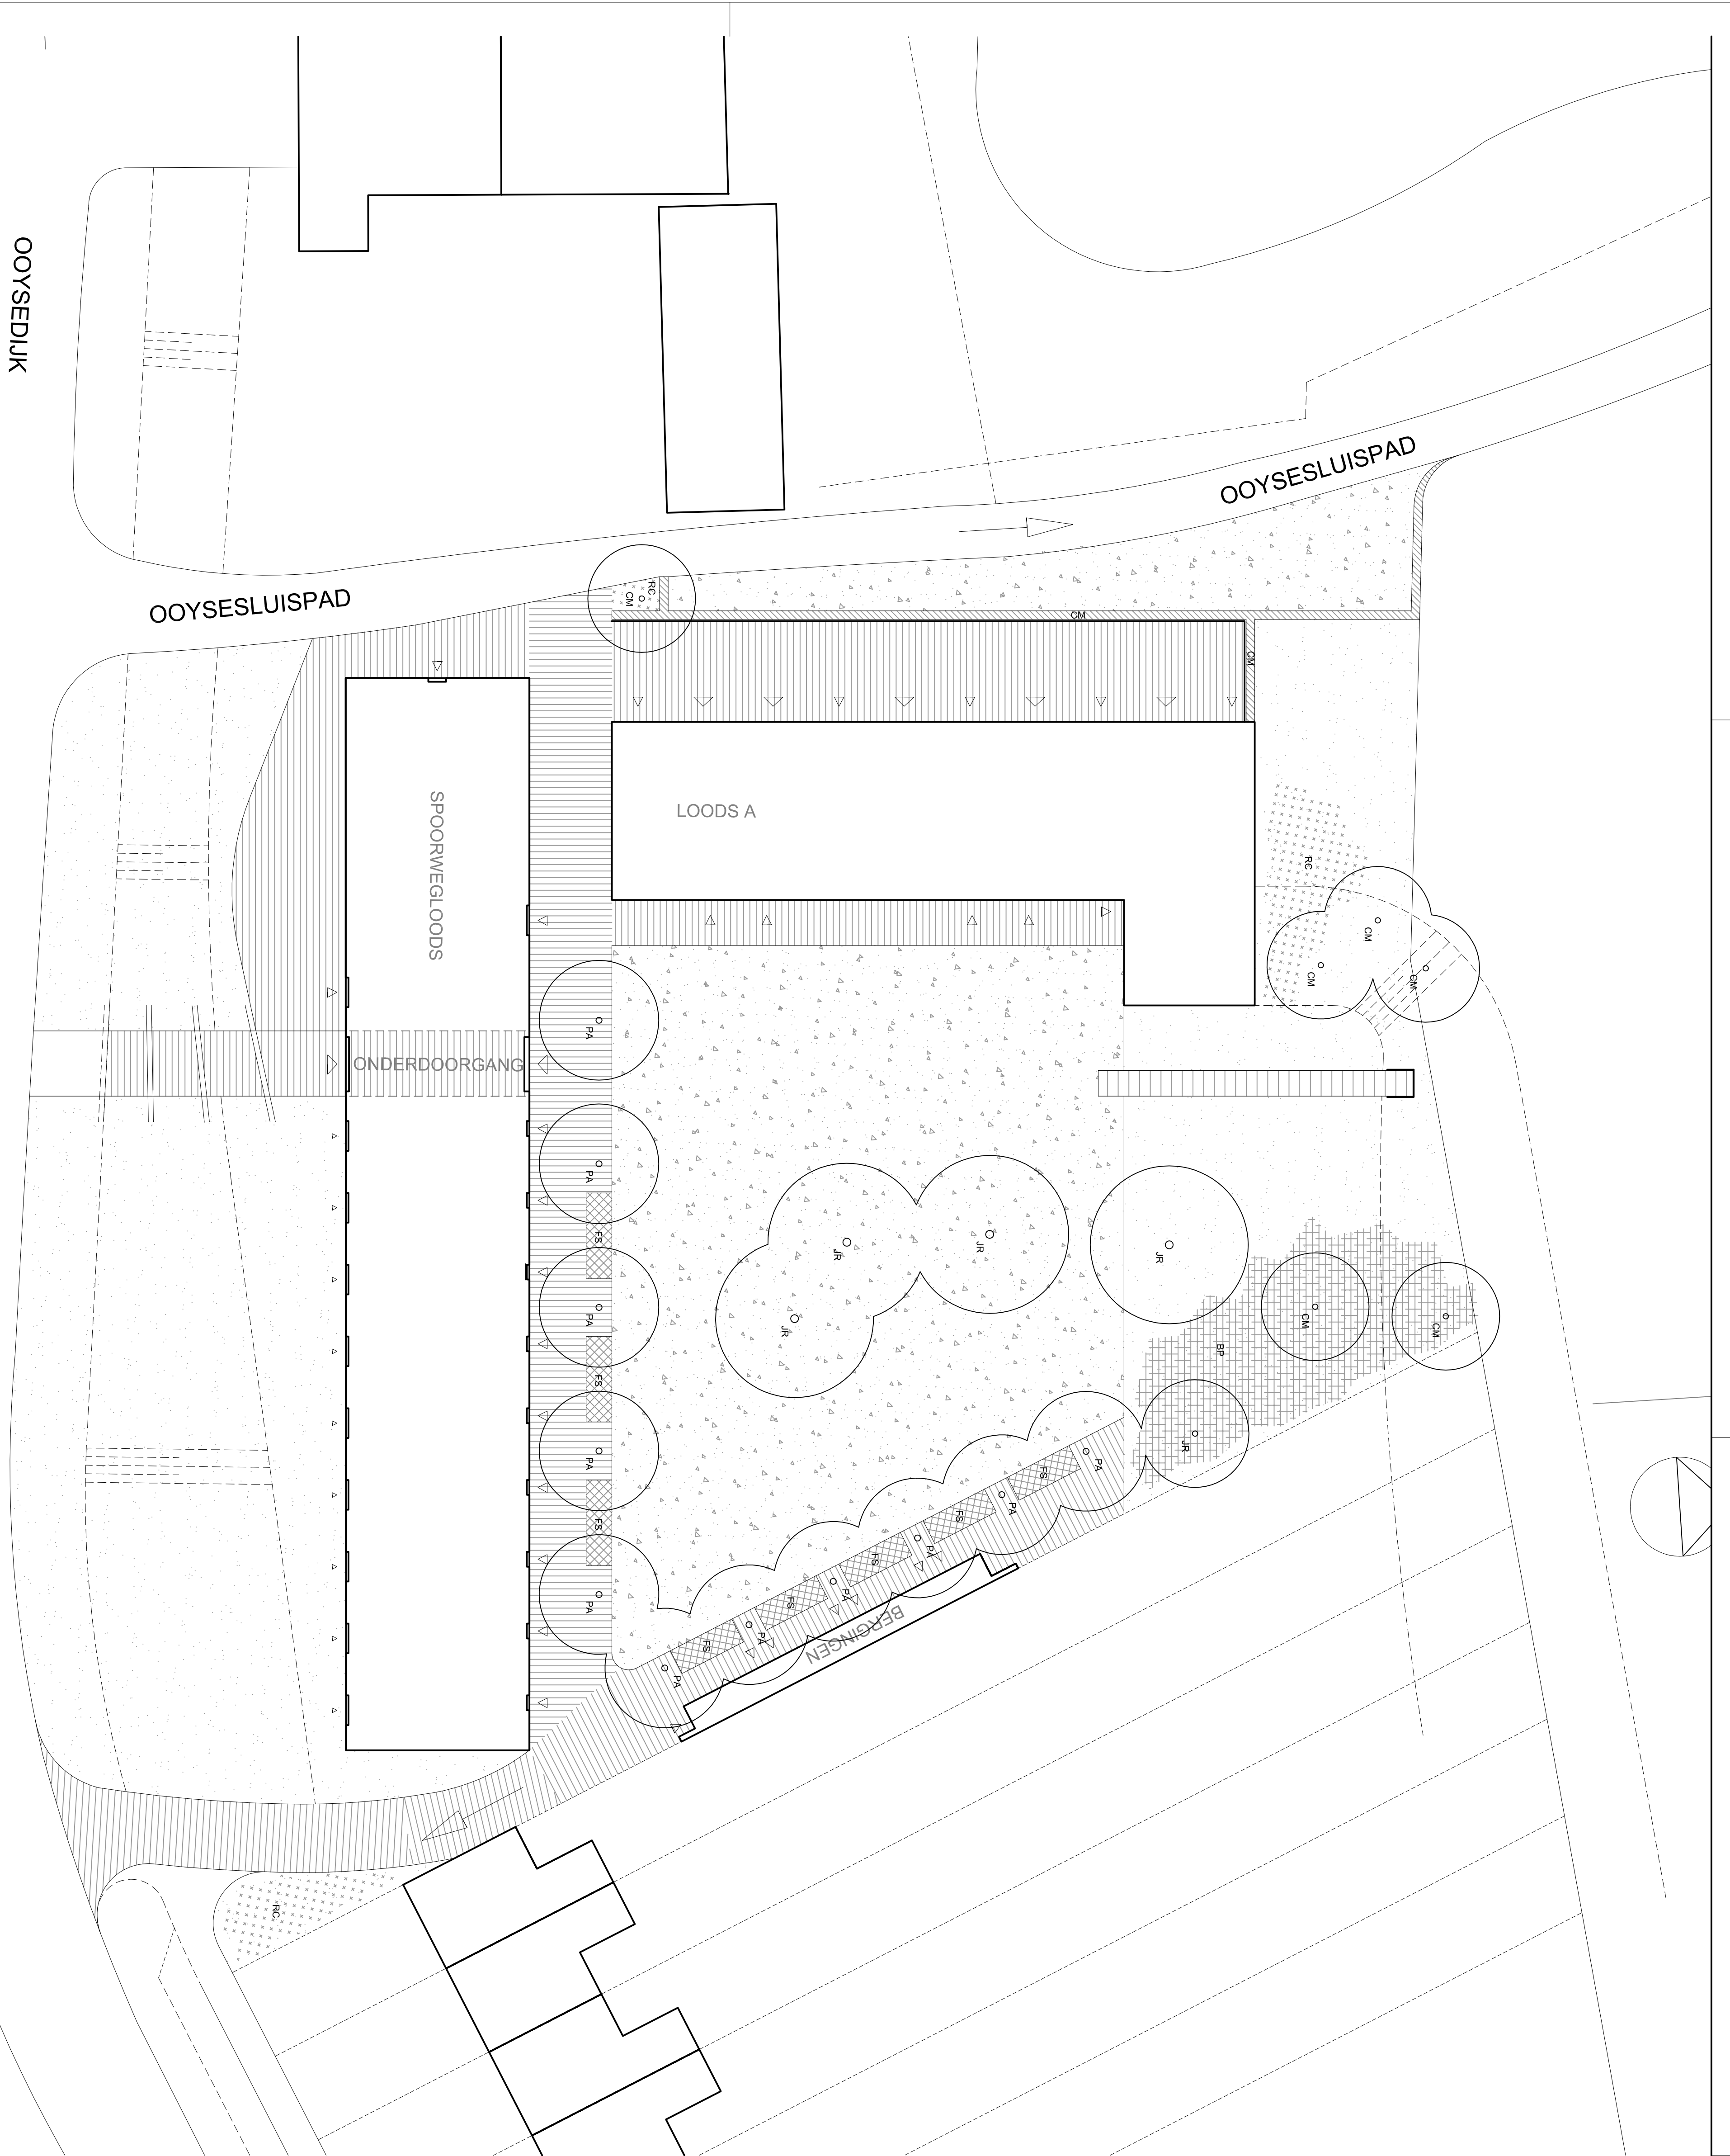 OOYSEDIJK
OOYSESLUISPAD
OOYSESLUISPAD
RC
CM
CM
CM
SPOORWEGLOODS
LOODS A
RC
CM
CM
CM
PA
ONDERDOORGANG
PA
FS
JR
JR
JR
PA
JR
CM
CM
BP
FS
PA
JR
PA
FS
FS
PA
FS
PA
FS
PA
FS
PA
PA
FS
PA
BERGINGEN
PA
RC